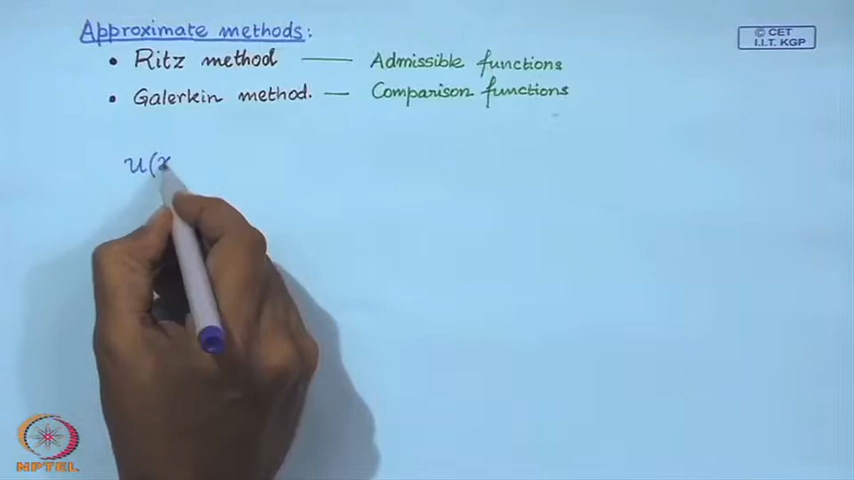 Approximate methods:
© CET
I.I.T. KGP
• Ritz method — Admissible functions
• Galerkin method. — Comparison functions
u(x
NPTEL